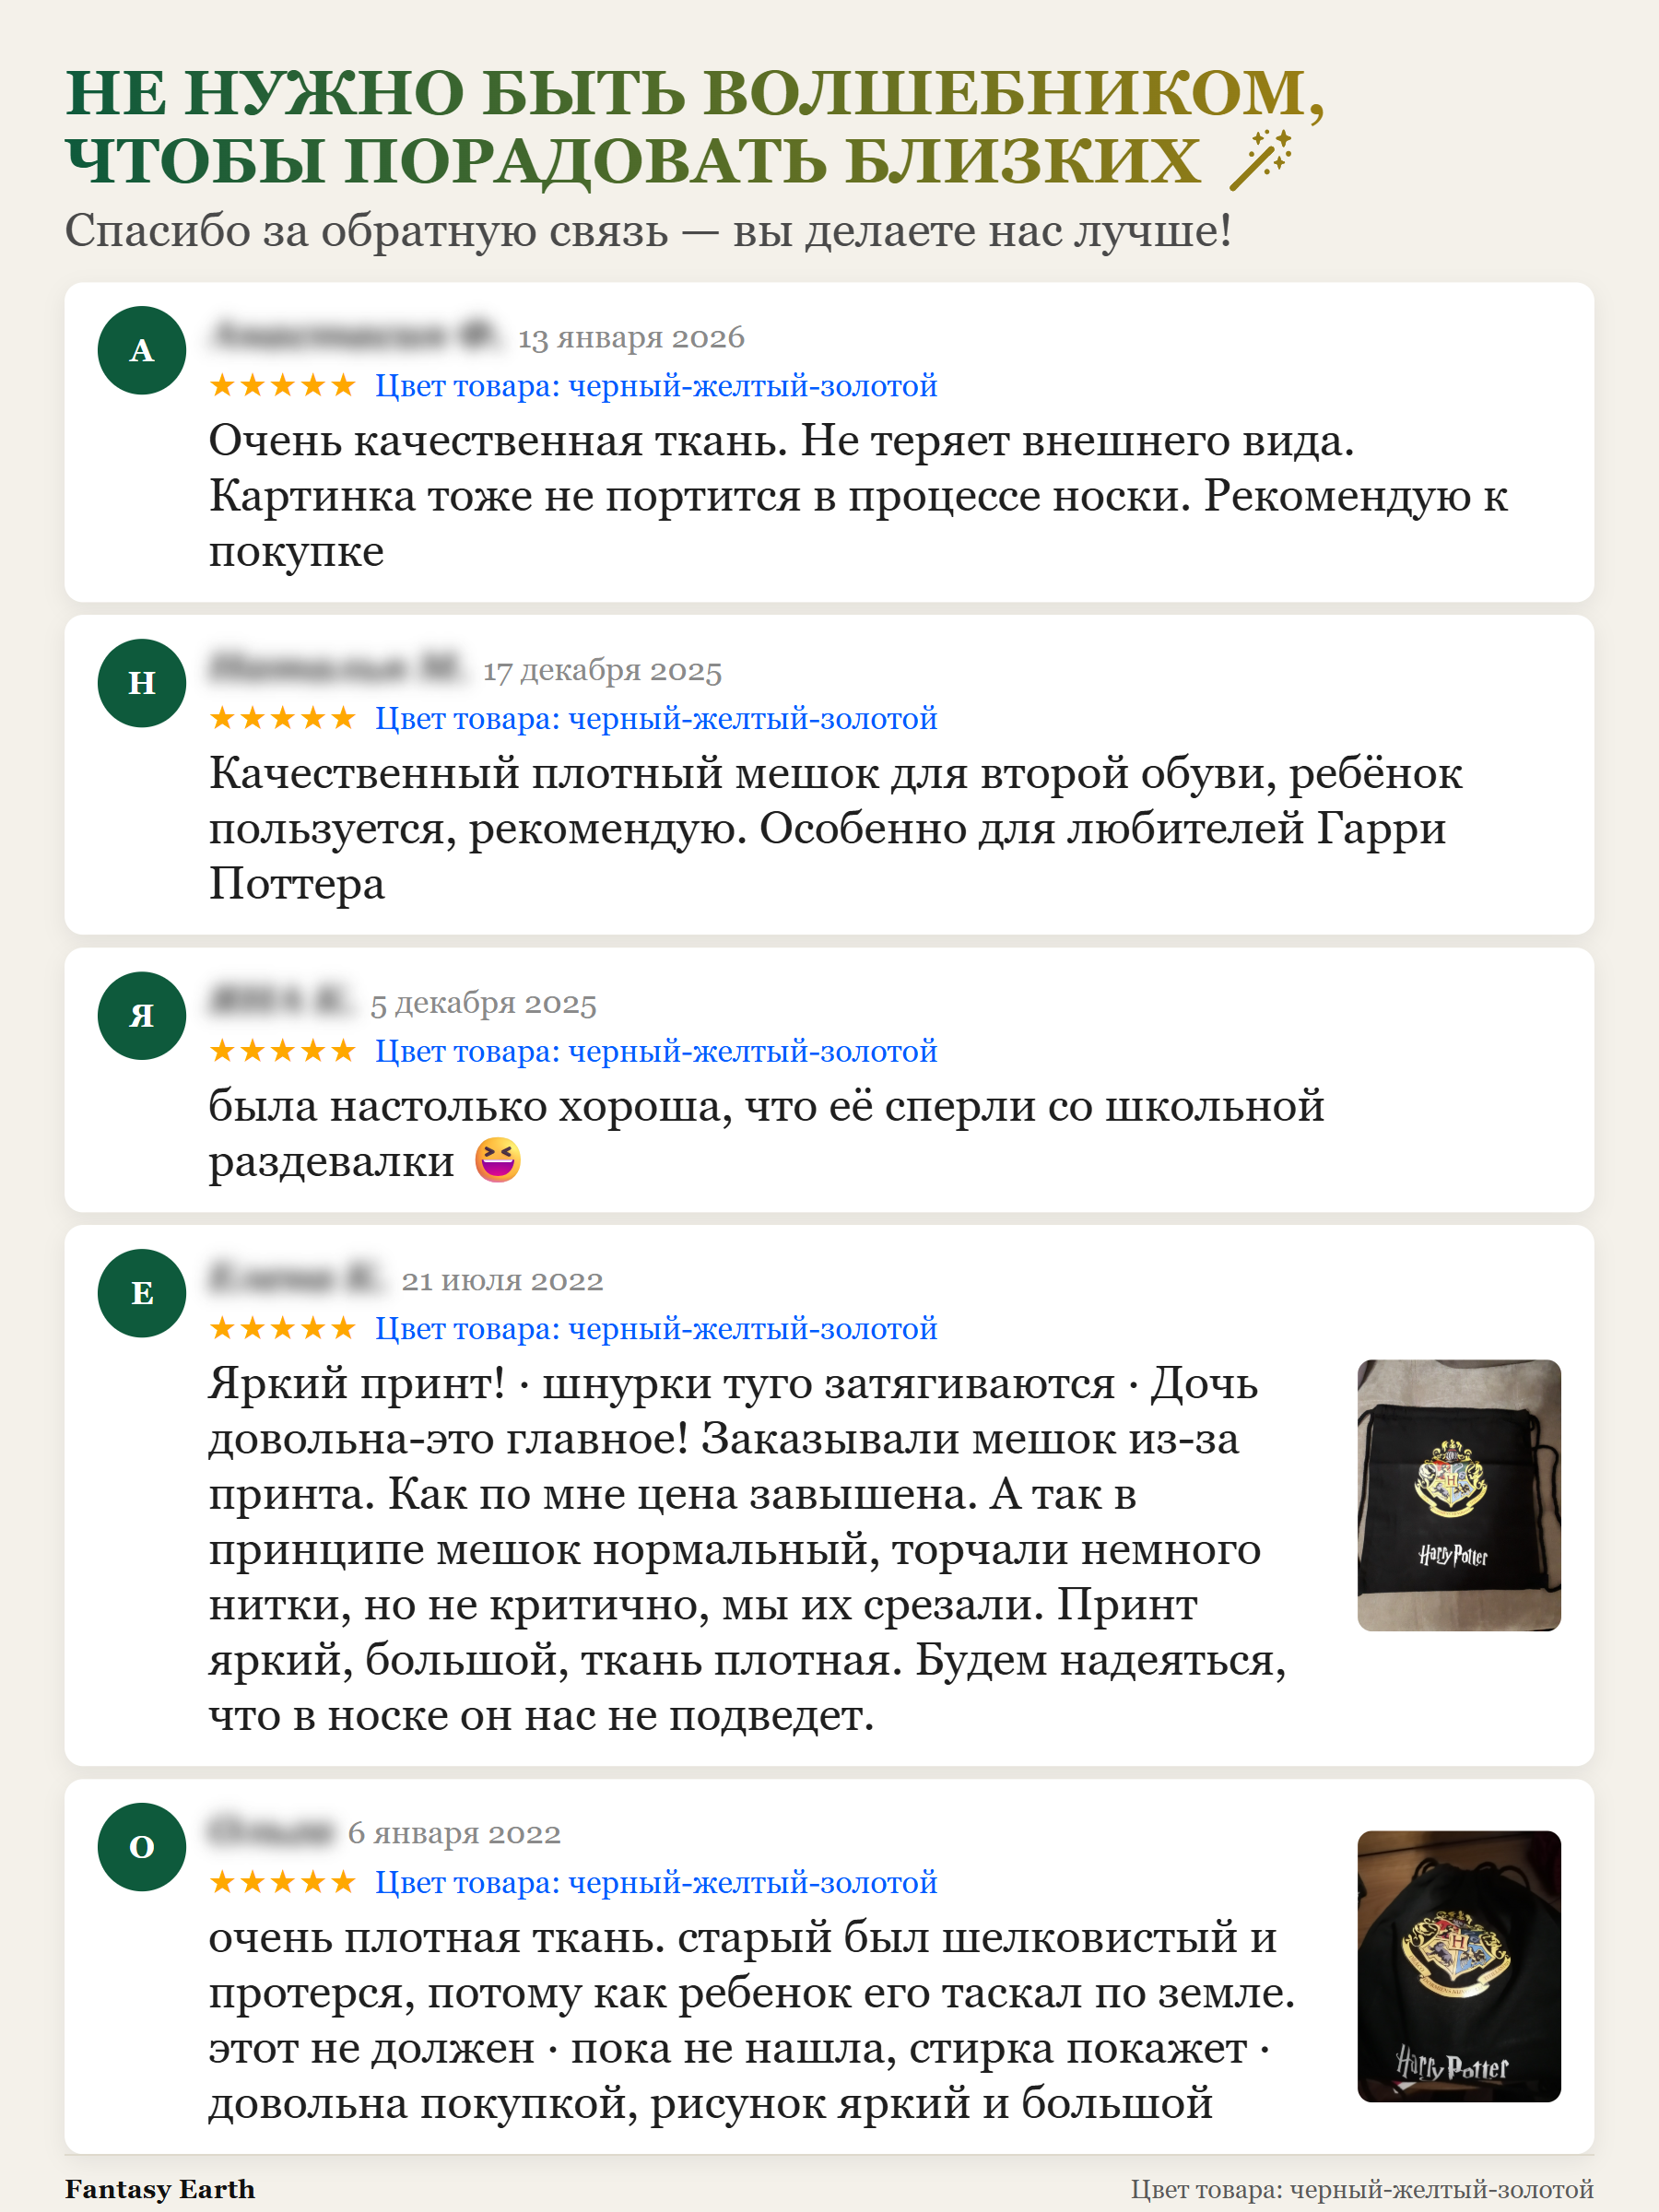 НЕ НУЖНО БЫТЬ ВОЛШЕБНИКОМ,
ЧТОБЫ ПОРАДОВАТЬ БЛИЗКИХ
Спасибо за обратную связь — вы делаете нас лучше!
А
13 января 2026
★★★★★ Цвет товара: черный-желтый-золотой
Очень качественная ткань. Не теряет внешнего вида.
Картинка тоже не портится в процессе носки. Рекомендую к
покупке
Н
17 декабря 2025
★★★★★ Цвет товара: черный-желтый-золотой
Качественный плотный мешок для второй обуви, ребёнок
пользуется, рекомендую. Особенно для любителей Гарри
Поттера
Я
5 декабря 2025
★★★★★ Цвет товара: черный-желтый-золотой
была настолько хороша, что её сперли со школьной
раздевалки 😆
Е
21 июля 2022
★★★★★ Цвет товара: черный-желтый-золотой
Яркий принт! · шнурки туго затягиваются · Дочь
довольна-это главное! Заказывали мешок из-за
принта. Как по мне цена завышена. А так в
принципе мешок нормальный, торчали немного
нитки, но не критично, мы их срезали. Принт
яркий, большой, ткань плотная. Будем надеяться,
что в носке он нас не подведет.
H
Harry Potter
О
6 января 2022
★★★★★ Цвет товара: черный-желтый-золотой
очень плотная ткань. старый был шелковистый и
протерся, потому как ребенок его таскал по земле.
этот не должен · пока не нашла, стирка покажет ·
довольна покупкой, рисунок яркий и большой
H
Harry Potter
Fantasy Earth
Цвет товара: черный-желтый-золотой